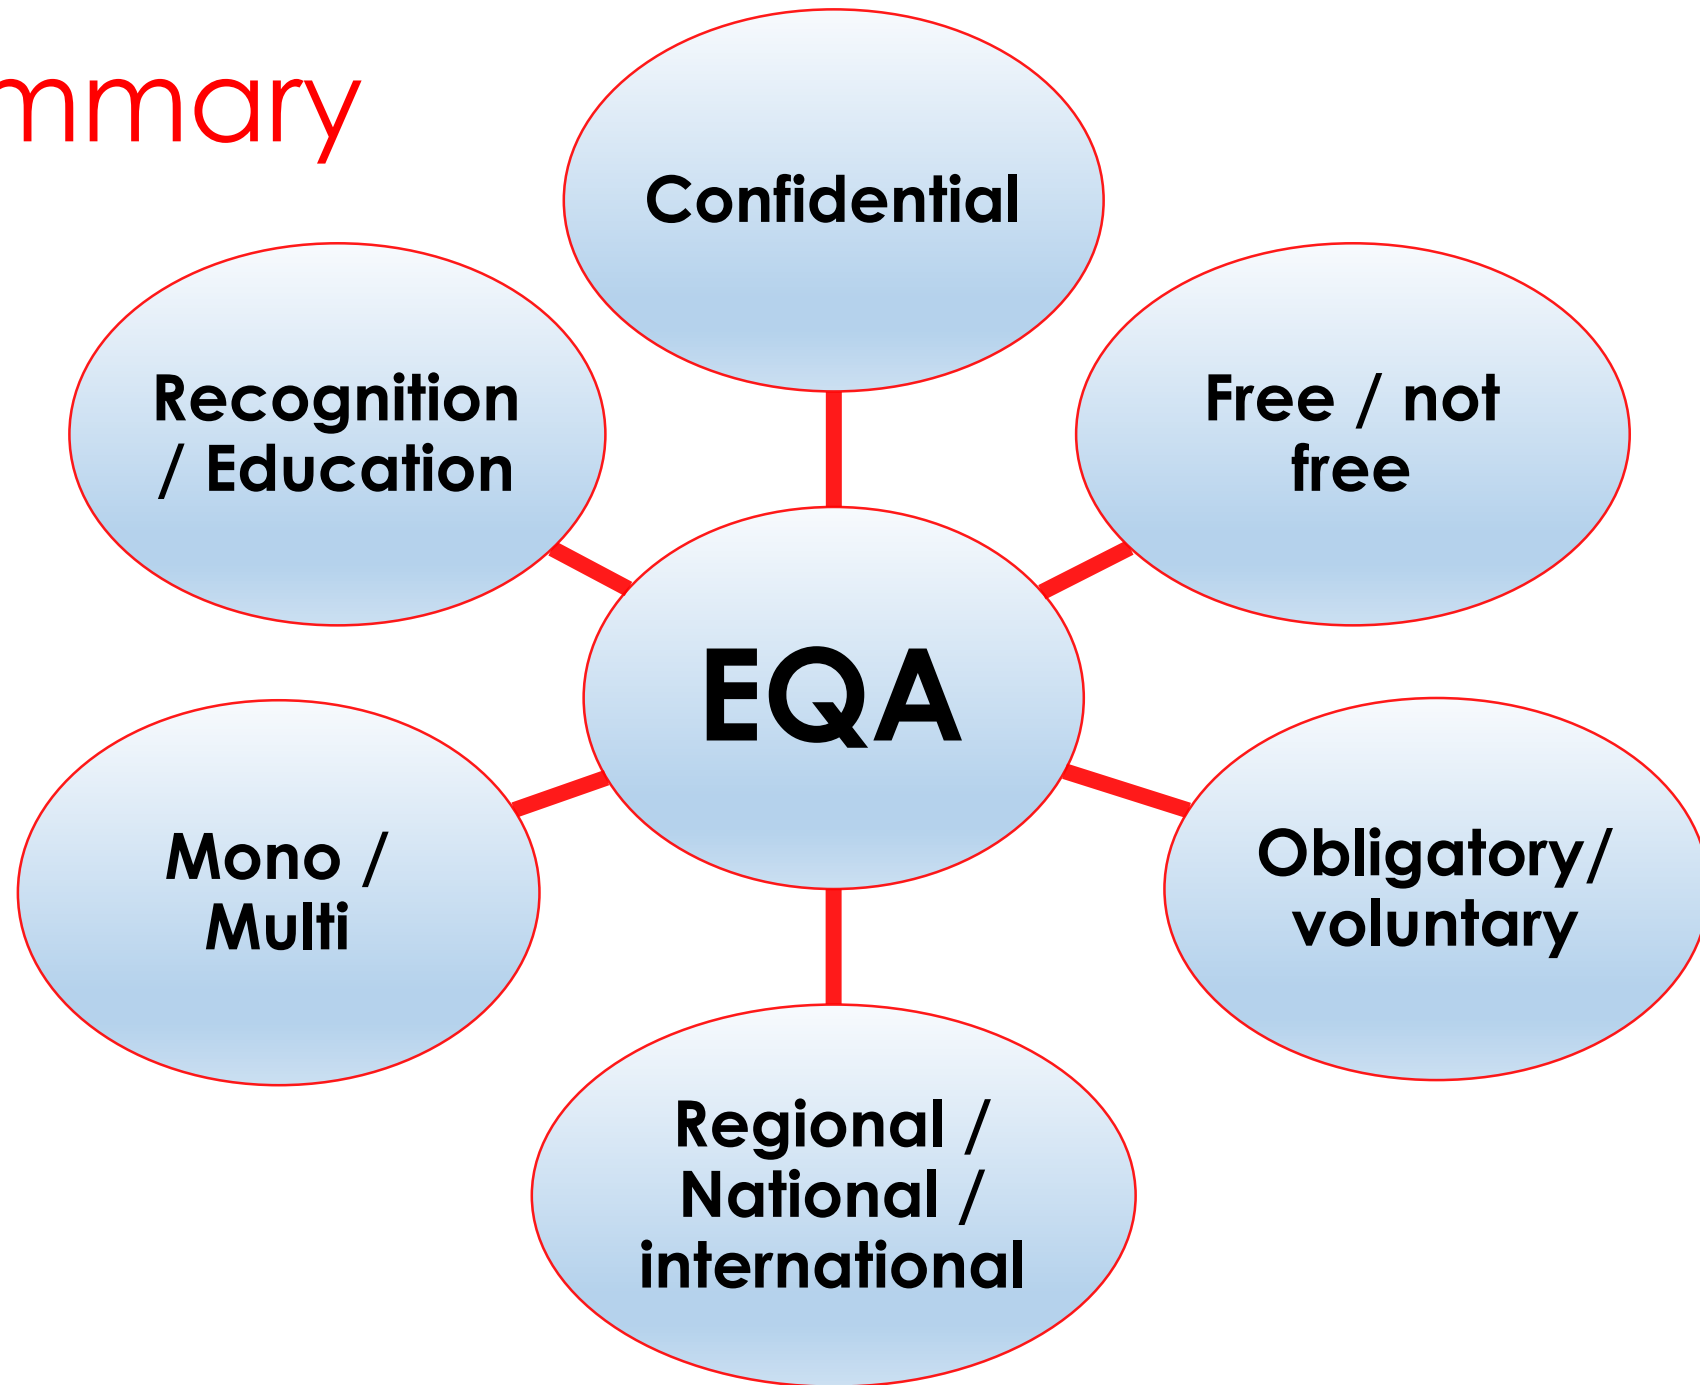 mmary
Confidential
Recognition
/ Education
Free / not
free
EQA
Mono /
Multi
Obligatory/
voluntary
Regional /
National /
international